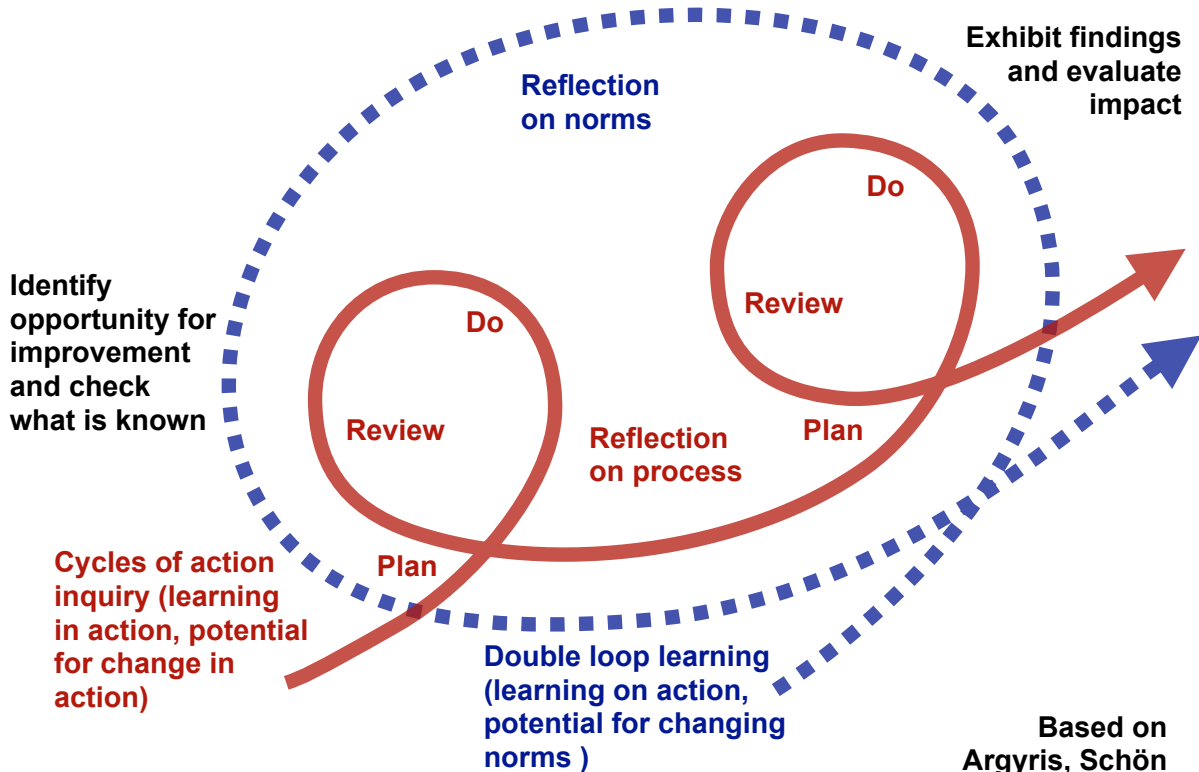 Exhibit findings
and evaluate
impact
Reflection
on norms
Do
Review
Plan
Identify
opportunity for
improvement
and check
what is known
Do
Review
Plan
Reflection
on process
Cycles of action
inquiry (learning
in action, potential
for change in
action)
Double loop learning
(learning on action,
potential for changing
norms )
Based on
Argyris, Schön